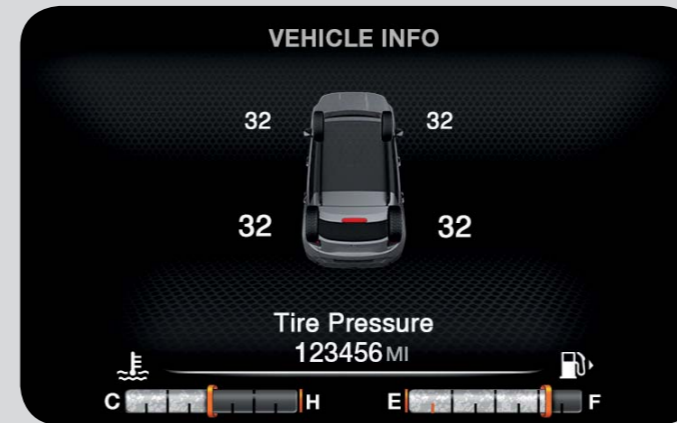 VEHICLE INFO
32 32
32 32
Tire Pressure
123456 MI
C H E F